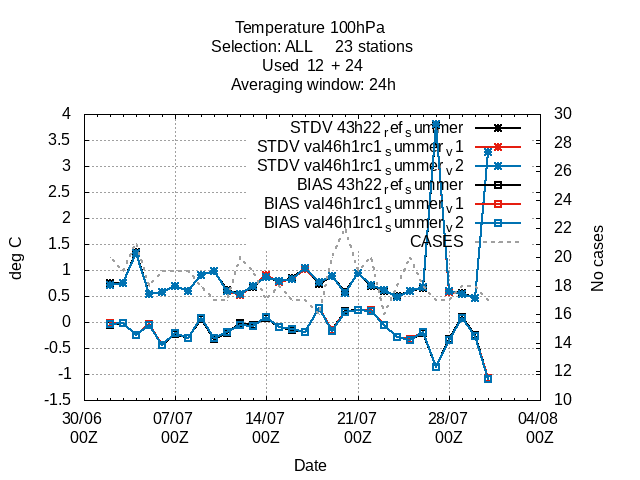 Temperature 100hPa
Selection: ALL 23 stations
Used 12 + 24
Averaging window: 24h
4
3.5
3
2.5
2
1.5
1
0.5
0
-0.5
-1
-1.5
deg C
30
28
26
24
22
20
18
16
14
12
10
No cases
STDV 43h22_ref_summer
STDV val46h1rc1_summer_v1
STDV val46h1rc1_summer_v2
BIAS 43h22_ref_summer
BIAS val46h1rc1_summer_v1
BIAS val46h1rc1_summer_v2
CASES
30/06 07/07 14/07 21/07 28/07 04/08
00Z 00Z 00Z 00Z 00Z 00Z
Date